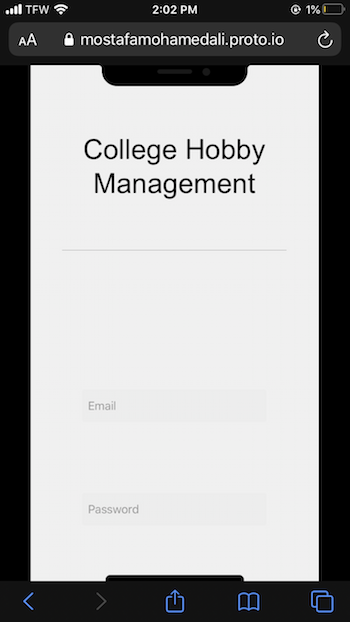 TFW 2:02 PM 1%
AA mostafamohamedali.proto.io
College Hobby
Management
Email
Password